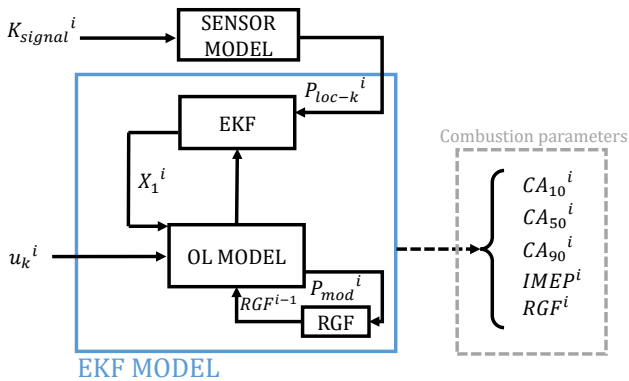 K_signal^i
SENSOR
MODEL
P_loc-k^i
EKF
Combustion parameters
X_1^i
CA_10^i
CA_50^i
CA_90^i
IMEP^i
RGF^i
u_k^i
OL MODEL
RGF^i-1
P_mod^i
RGF
EKF MODEL